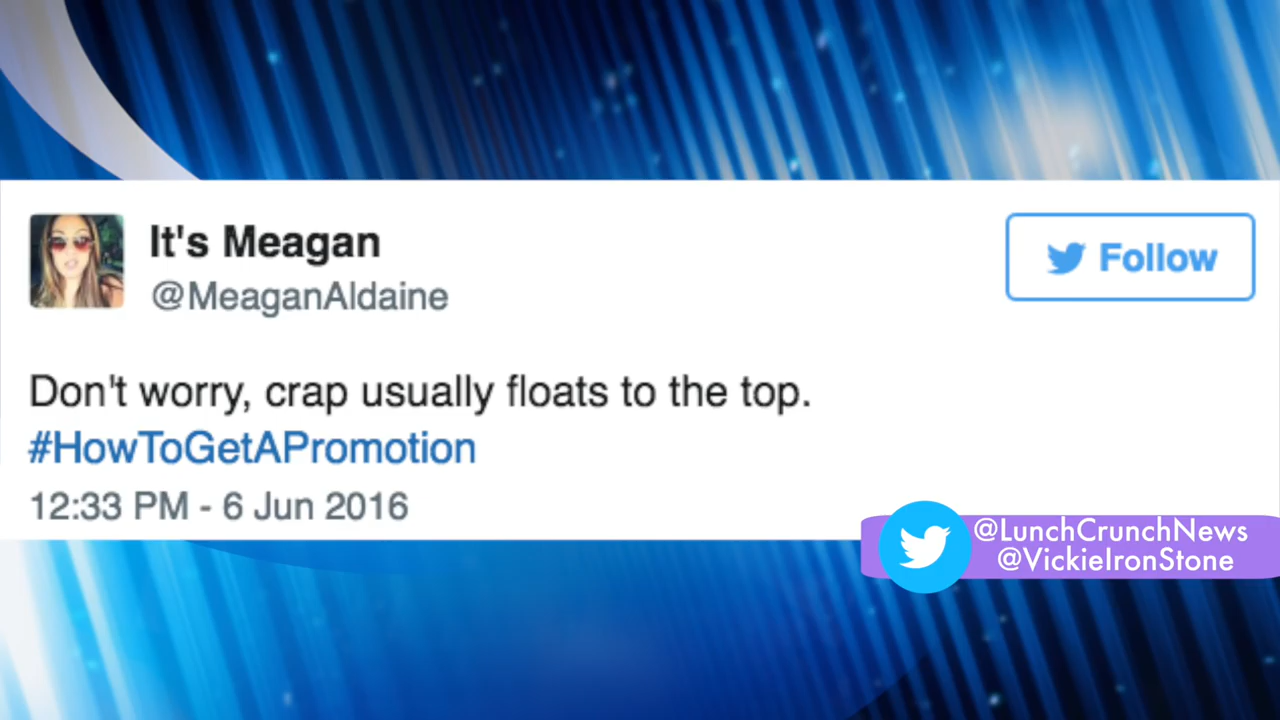 It's Meagan
@MeaganAldaine
Follow
Don't worry, crap usually floats to the top.
#HowToGetAPromotion
12:33 PM - 6 Jun 2016
@LunchCrunchNews
@VickieIronStone